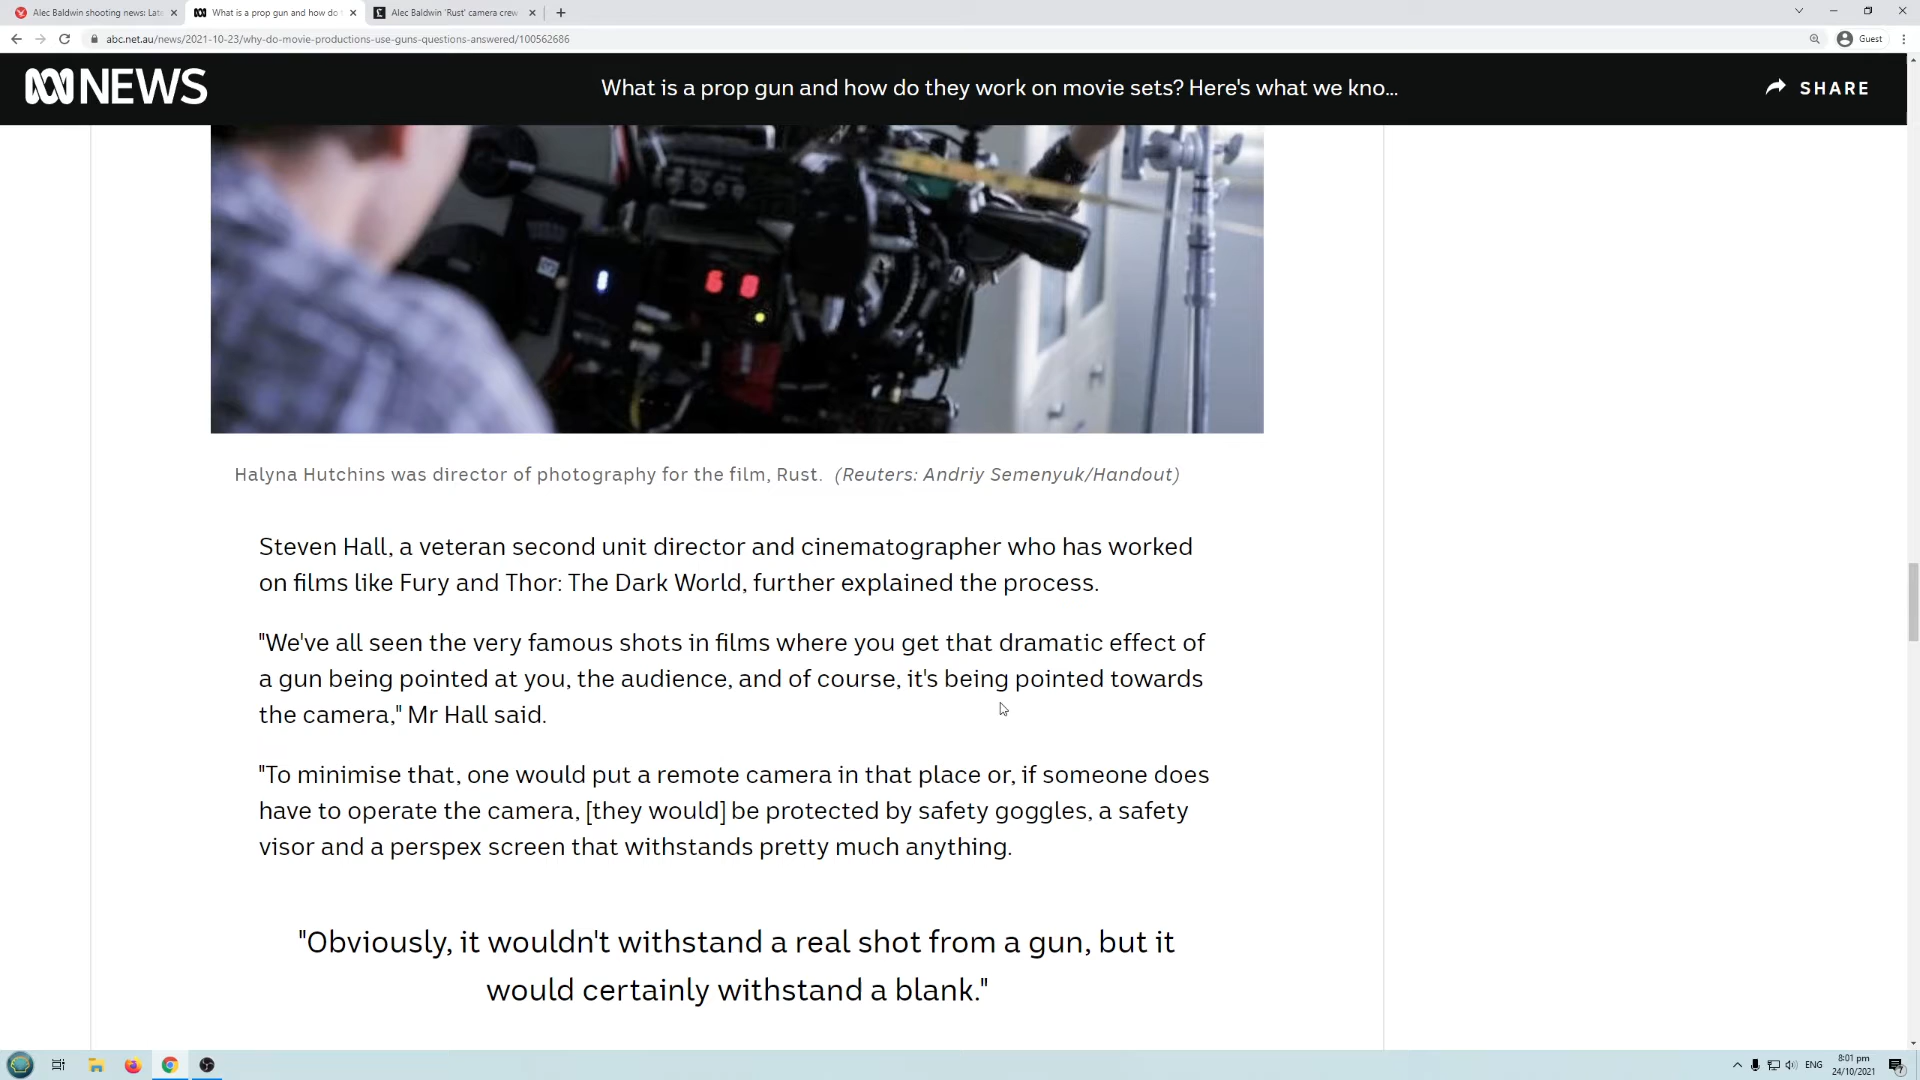 Alec Baldwin shooting news: Late
What is a prop gun and how do t
Alec Baldwin 'Rust' camera crew
abc.net.au/news/2021-10-23/why-do-movie-productions-use-guns-questions-answered/100562686
Guest
NEWS
What is a prop gun and how do they work on movie sets? Here's what we kno...
SHARE
Halyna Hutchins was director of photography for the film, Rust. (Reuters: Andriy Semenyuk/Handout)
Steven Hall, a veteran second unit director and cinematographer who has worked
on films like Fury and Thor: The Dark World, further explained the process.
"We've all seen the very famous shots in films where you get that dramatic effect of
a gun being pointed at you, the audience, and of course, it's being pointed towards
the camera," Mr Hall said.
"To minimise that, one would put a remote camera in that place or, if someone does
have to operate the camera, [they would] be protected by safety goggles, a safety
visor and a perspex screen that withstands pretty much anything.
"Obviously, it wouldn't withstand a real shot from a gun, but it
would certainly withstand a blank."
ENG
8:01 pm
24/10/2021